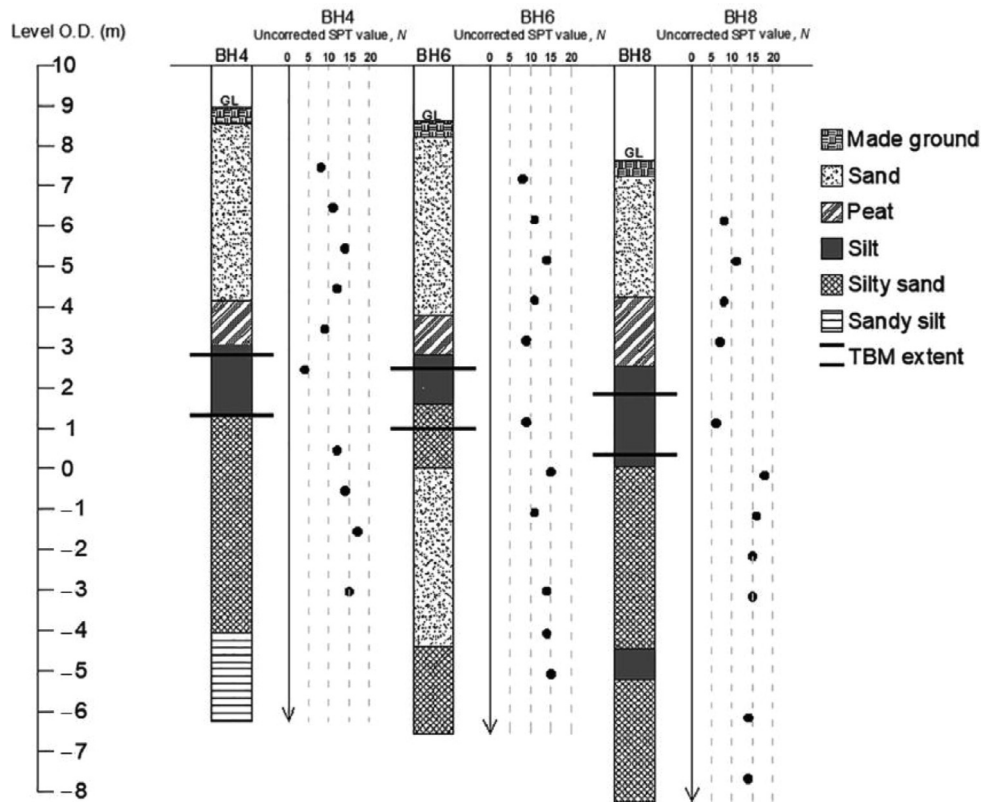 Level O.D. (m)
BH4
Uncorrected SPT value, N
BH4
0 5 10 15 20
BH6
Uncorrected SPT value, N
BH6
0 5 10 15 20
BH8
Uncorrected SPT value, N
BH8
0 5 10 15 20
10
9
8
7
6
5
4
3
2
1
0
−1
−2
−3
−4
−5
−6
−7
−8
GL
GL
GL
Made ground
Sand
Peat
Silt
Silty sand
Sandy silt
TBM extent